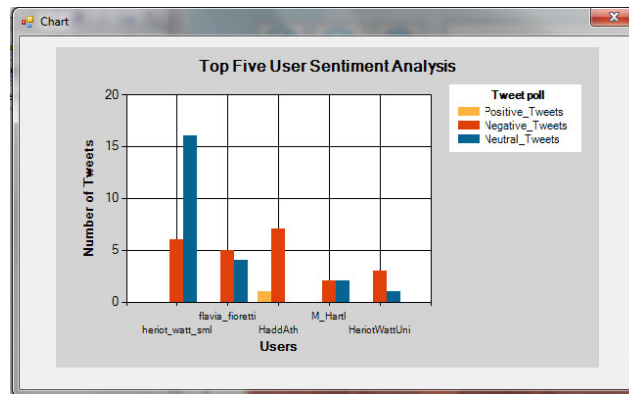 Chart
Top Five User Sentiment Analysis
Tweet poll
Positive_Tweets
Negative_Tweets
Neutral_Tweets
Number of Tweets
20
15
10
5
0
flavia_fioretti
M_Hartl
heriot_watt_sml
HaddAth
HeriotWattUni
Users